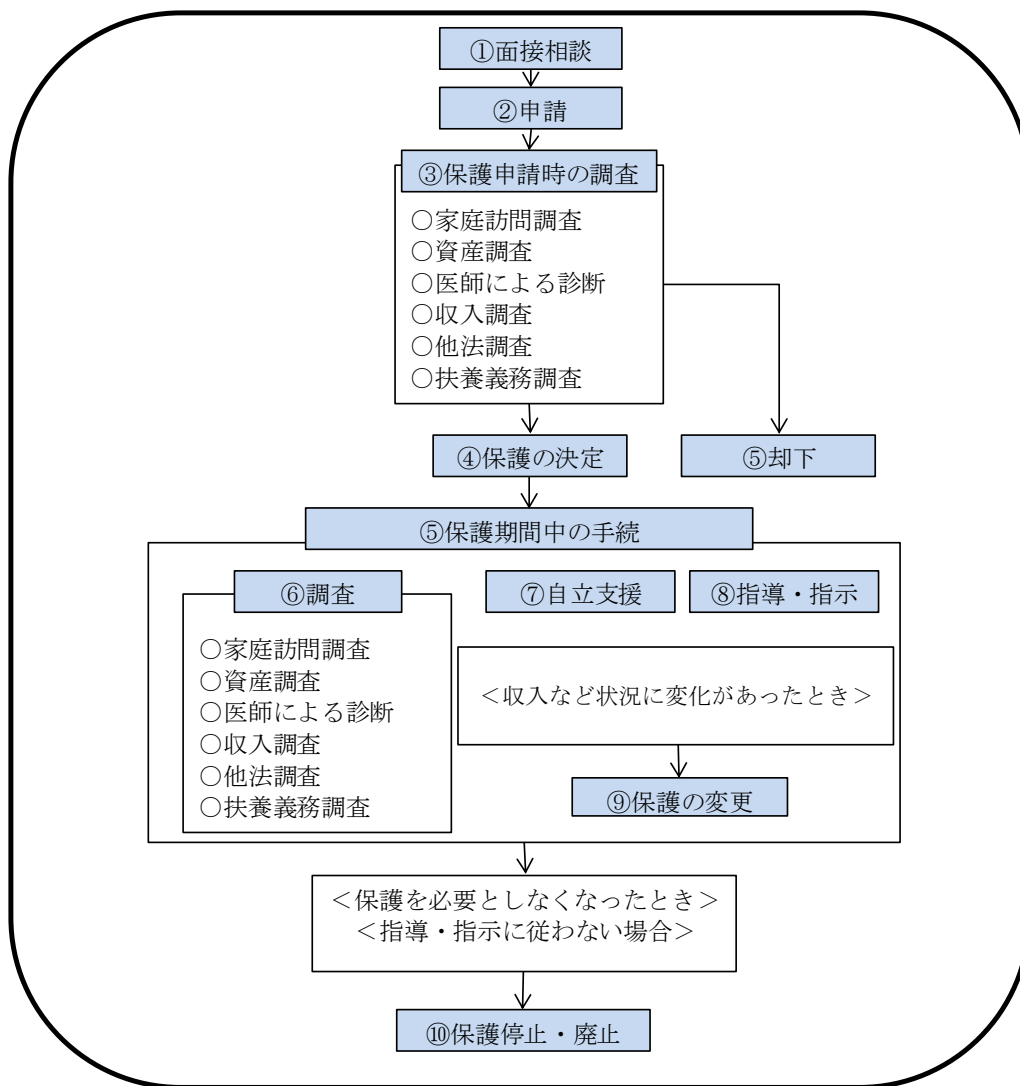 ①面接相談
②申請
③保護申請時の調査
○家庭訪問調査
○資産調査
○医師による診断
○収入調査
○他法調査
○扶養義務調査
④保護の決定
⑤却下
⑤保護期間中の手続
⑥調査
○家庭訪問調査
○資産調査
○医師による診断
○収入調査
○他法調査
○扶養義務調査
⑦自立支援
⑧指導・指示
<収入など状況に変化があったとき>
⑨保護の変更
<保護を必要としなくなったとき>
<指導・指示に従わない場合>
⑩保護停止・廃止